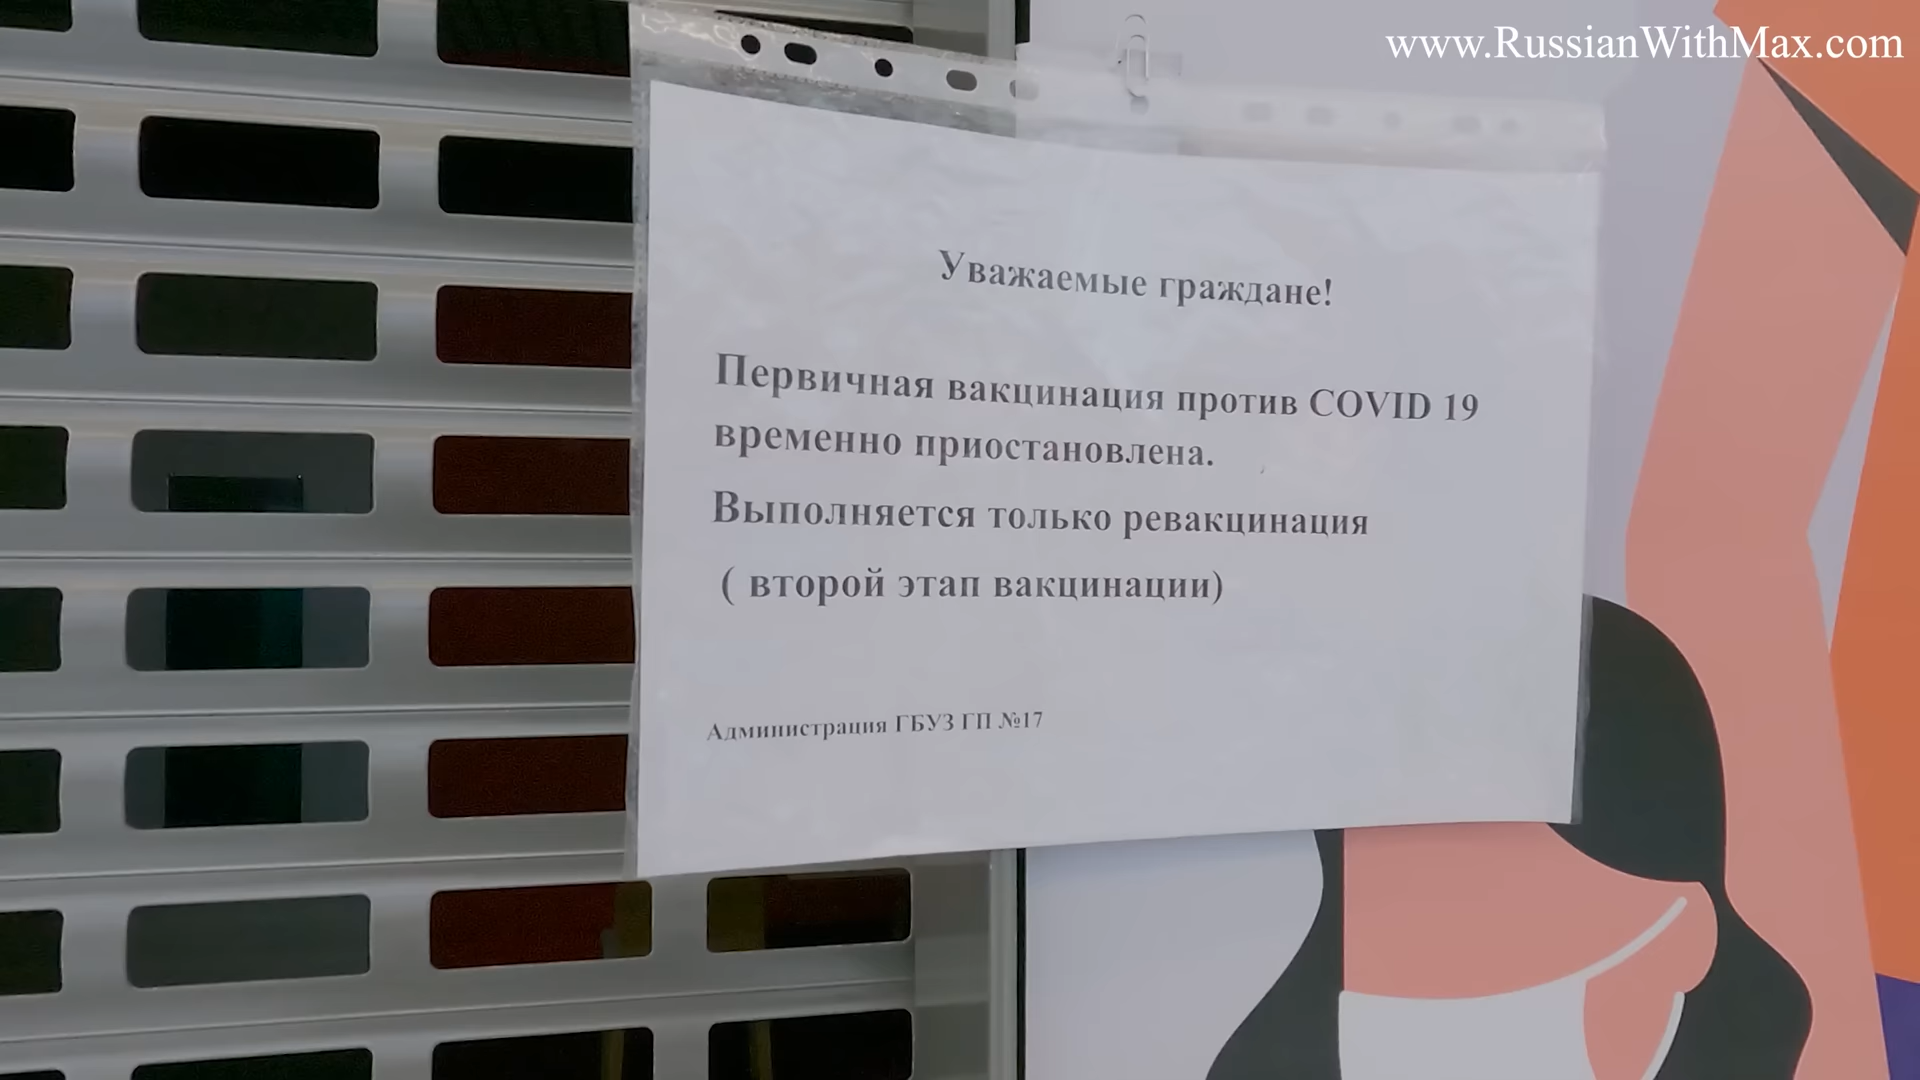 www.RussianWithMax.com
Уважаемые граждане!
Первичная вакцинация против COVID 19
временно приостановлена.
Выполняется только ревакцинация
( второй этап вакцинации)
Администрация ГБУЗ ГП №17